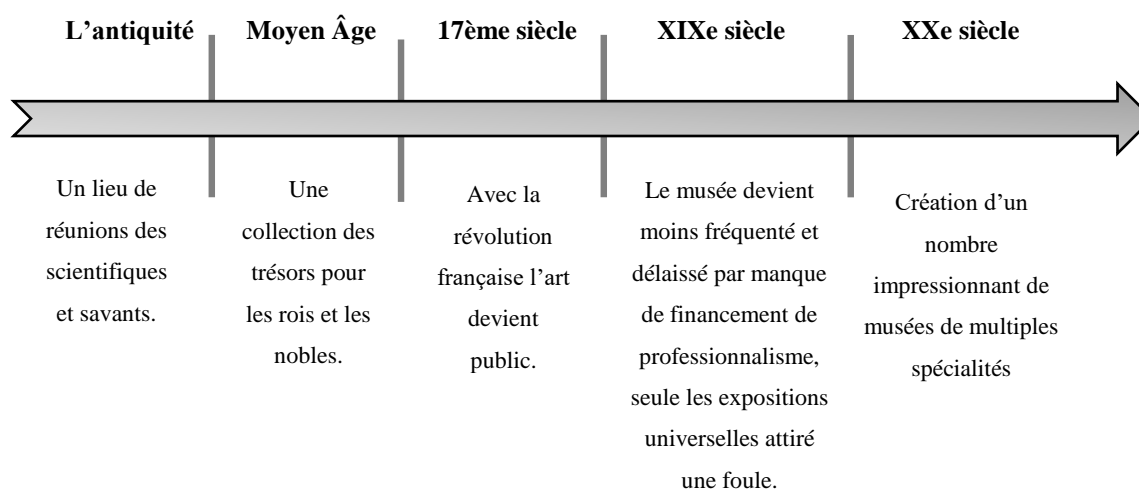 L’antiquité
Moyen Âge
17ème siècle
XIXe siècle
XXe siècle
Un lieu de
réunions des
scientifiques
et savants.
Une
collection des
trésors pour
les rois et les
nobles.
Avec la
révolution
française l’art
devient
public.
Le musée devient
moins fréquenté et
délaissé par manque
de financement de
professionnalisme,
seule les expositions
universelles attiré
une foule.
Création d’un
nombre
impressionnant de
musées de multiples
spécialités